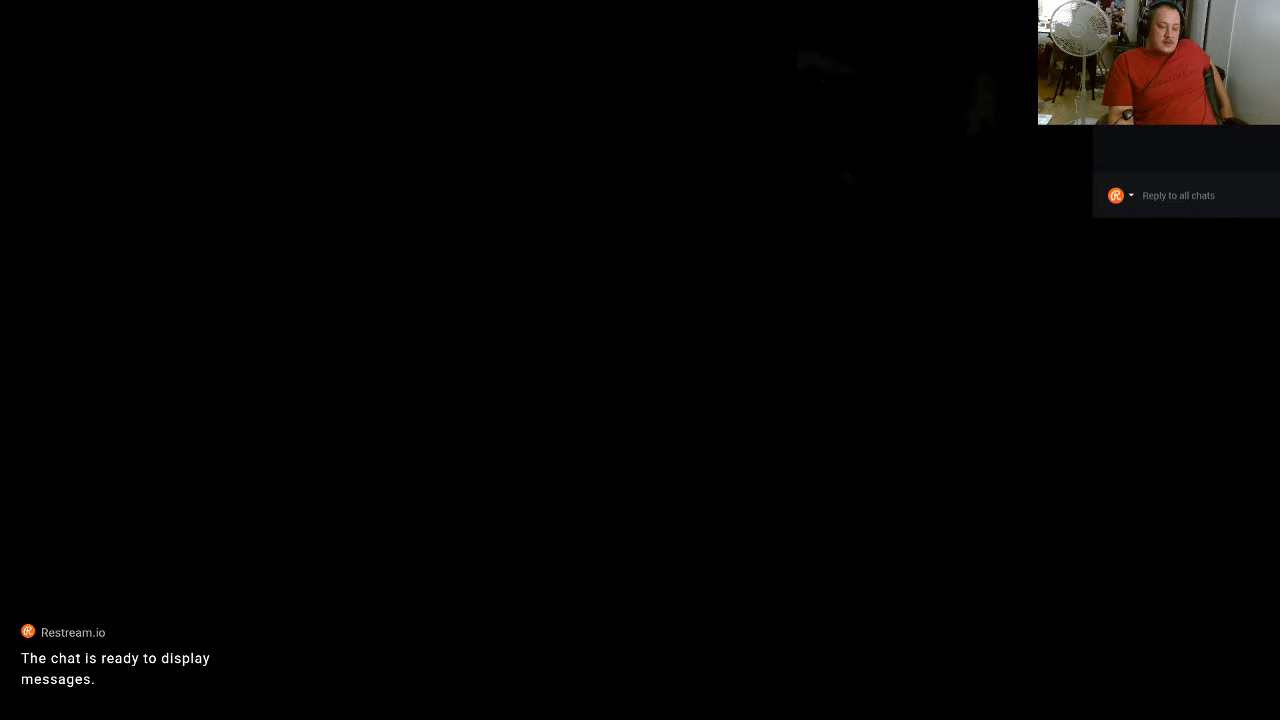 Reply to all chats
Restream.io
The chat is ready to display
messages.